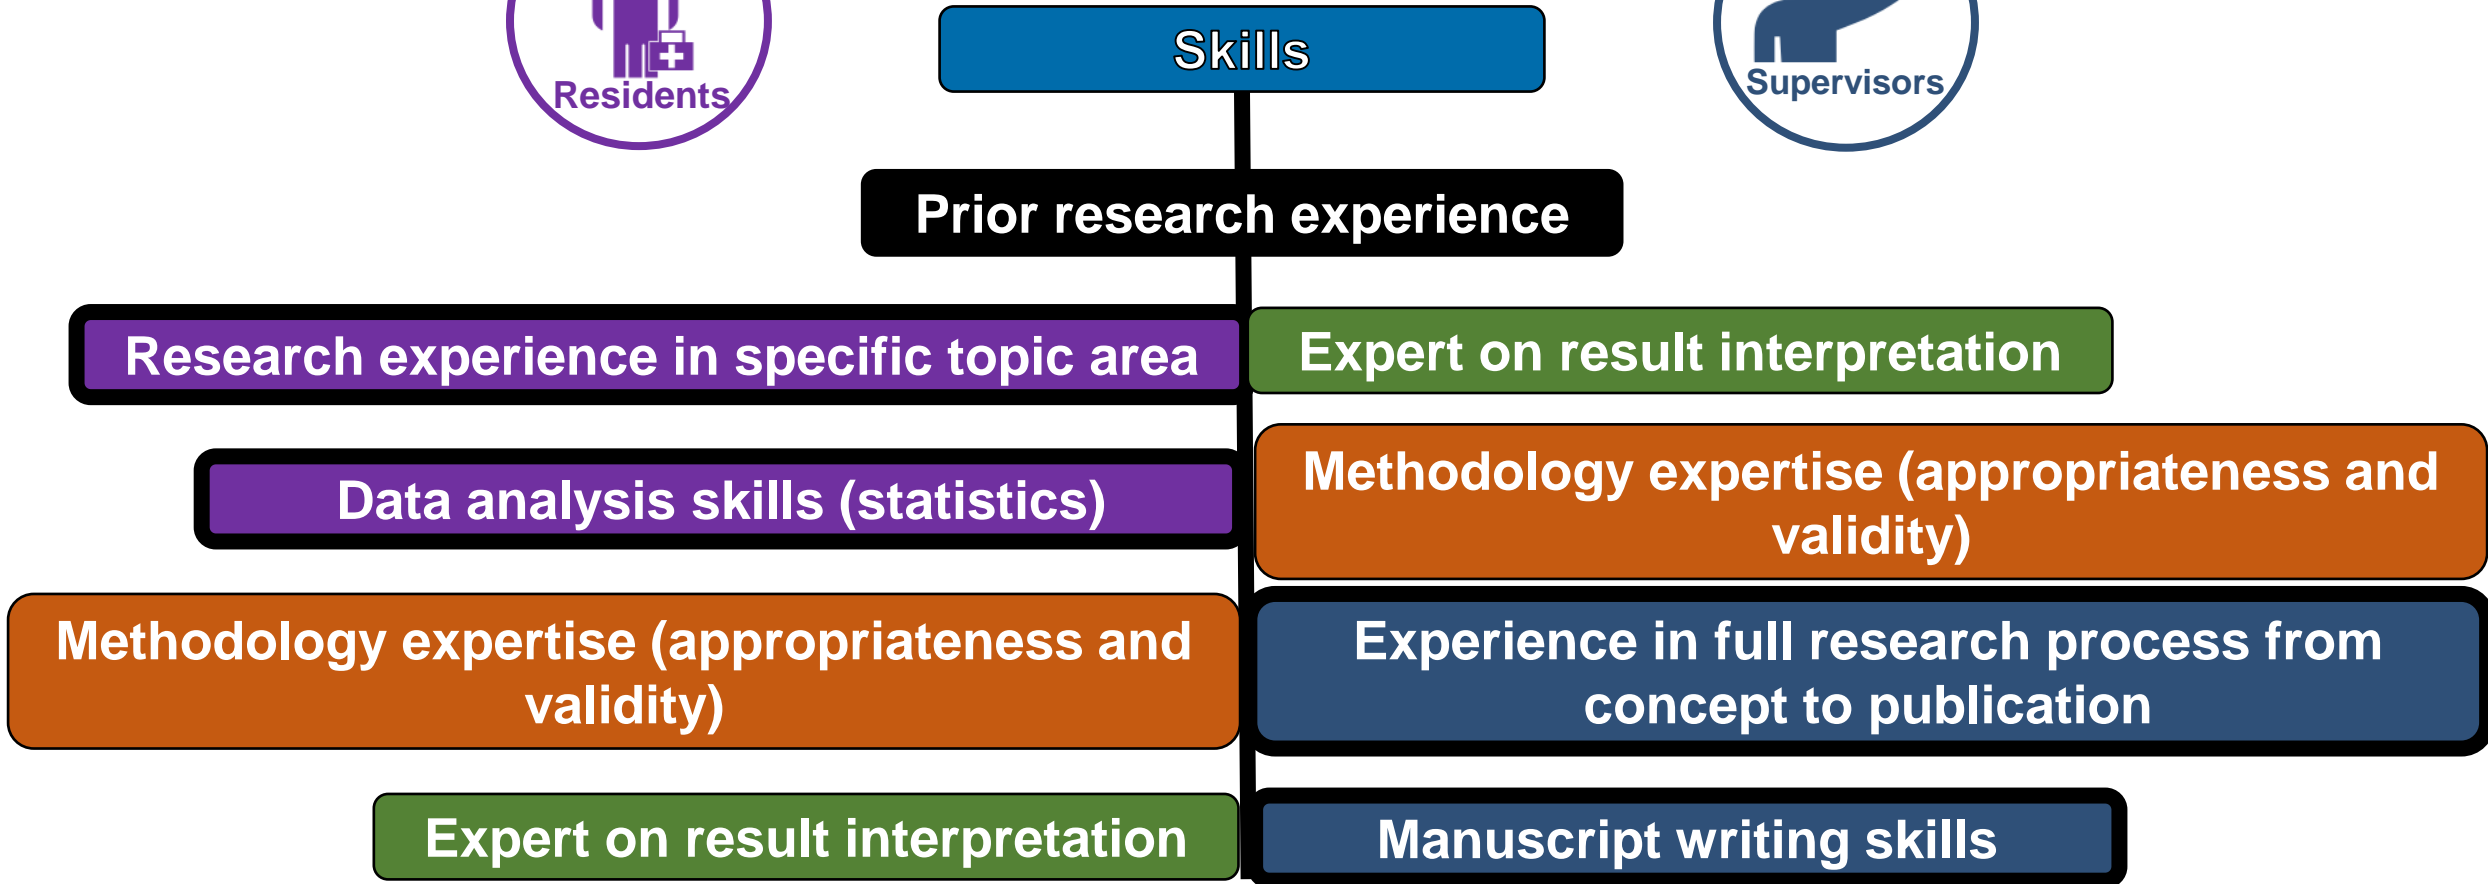 Residents
Skills
Supervisors
Prior research experience
Research experience in specific topic area
Expert on result interpretation
Data analysis skills (statistics)
Methodology expertise (appropriateness and
validity)
Methodology expertise (appropriateness and
validity)
Experience in full research process from
concept to publication
Expert on result interpretation
Manuscript writing skills